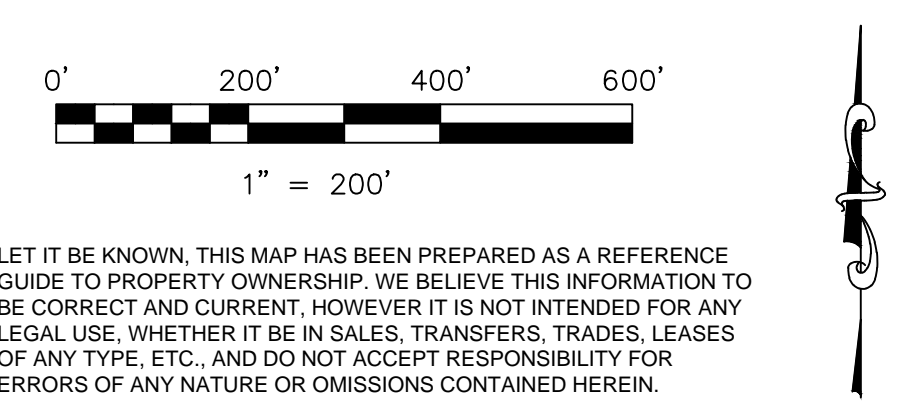 0' 200' 400' 600'
1" = 200'
LET IT BE KNOWN, THIS MAP HAS BEEN PREPARED AS A REFERENCE
GUIDE TO PROPERTY OWNERSHIP. WE BELIEVE THIS INFORMATION TO
BE CORRECT AND CURRENT, HOWEVER IT IS NOT INTENDED FOR ANY
LEGAL USE, WHETHER IT BE IN SALES, TRANSFERS, TRADES, LEASES
OF ANY TYPE, ETC., AND DO NOT ACCEPT RESPONSIBILITY FOR
ERRORS OF ANY NATURE OR OMISSIONS CONTAINED HEREIN.